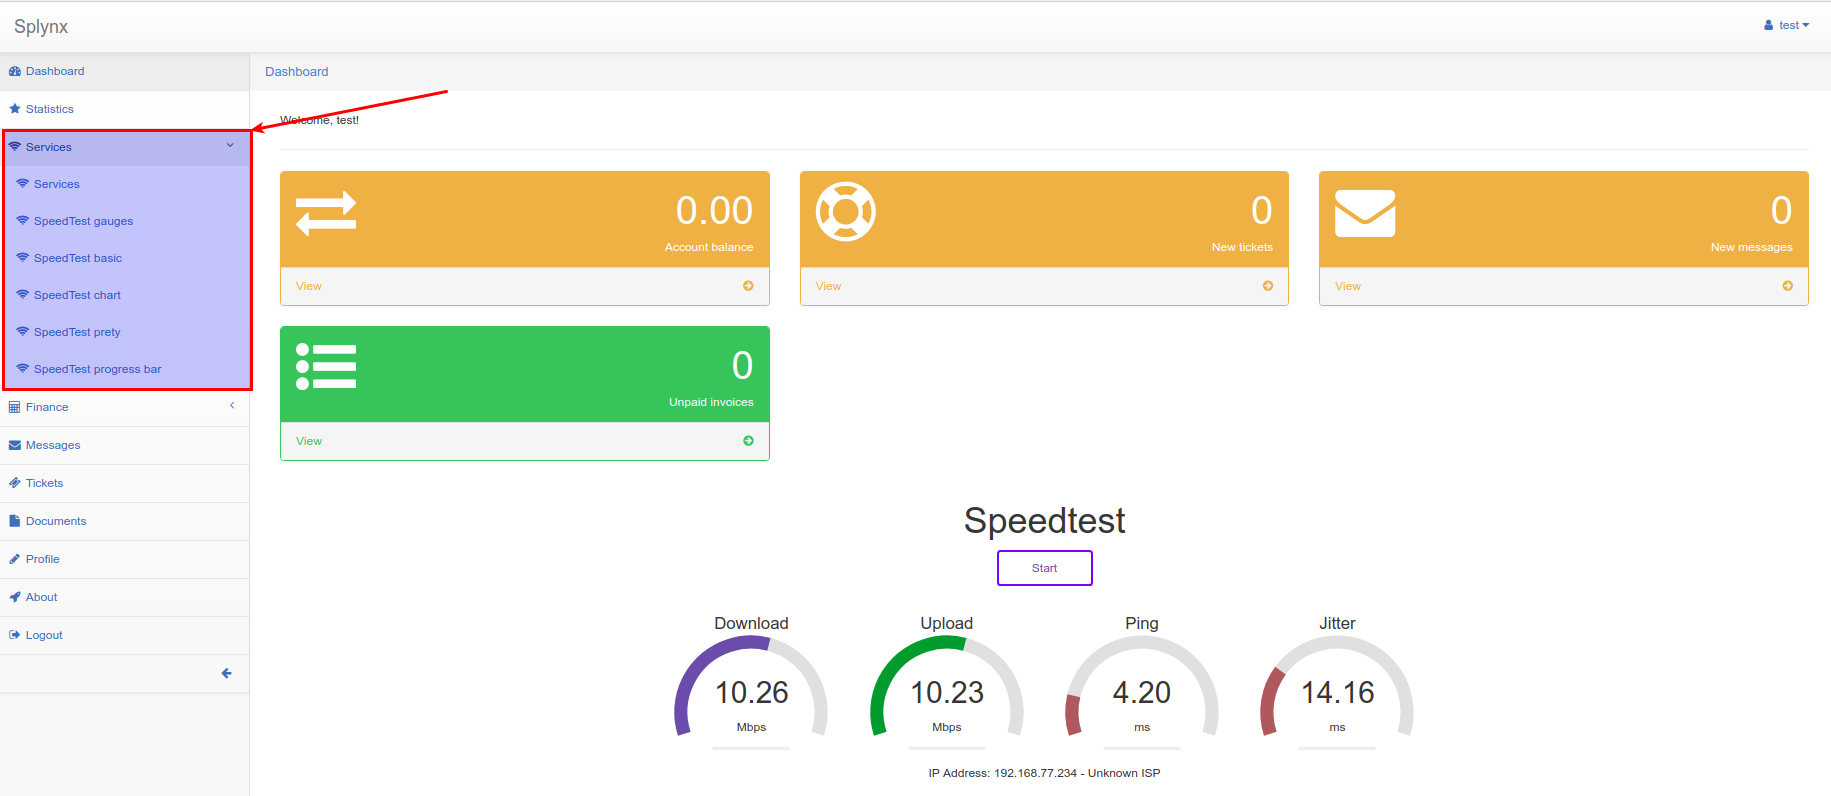 Splynx
test
Dashboard
Statistics
Services
Services
SpeedTest gauges
SpeedTest basic
SpeedTest chart
SpeedTest prety
SpeedTest progress bar
Finance
Messages
Tickets
Documents
Profile
About
Logout
Dashboard
Welcome, test!
0.00
Account balance
View
0
New tickets
View
0
New messages
View
0
Unpaid invoices
View
Speedtest
Start
Download
10.26
Mbps
Upload
10.23
Mbps
Ping
4.20
ms
Jitter
14.16
ms
IP Address: 192.168.77.234 - Unknown ISP